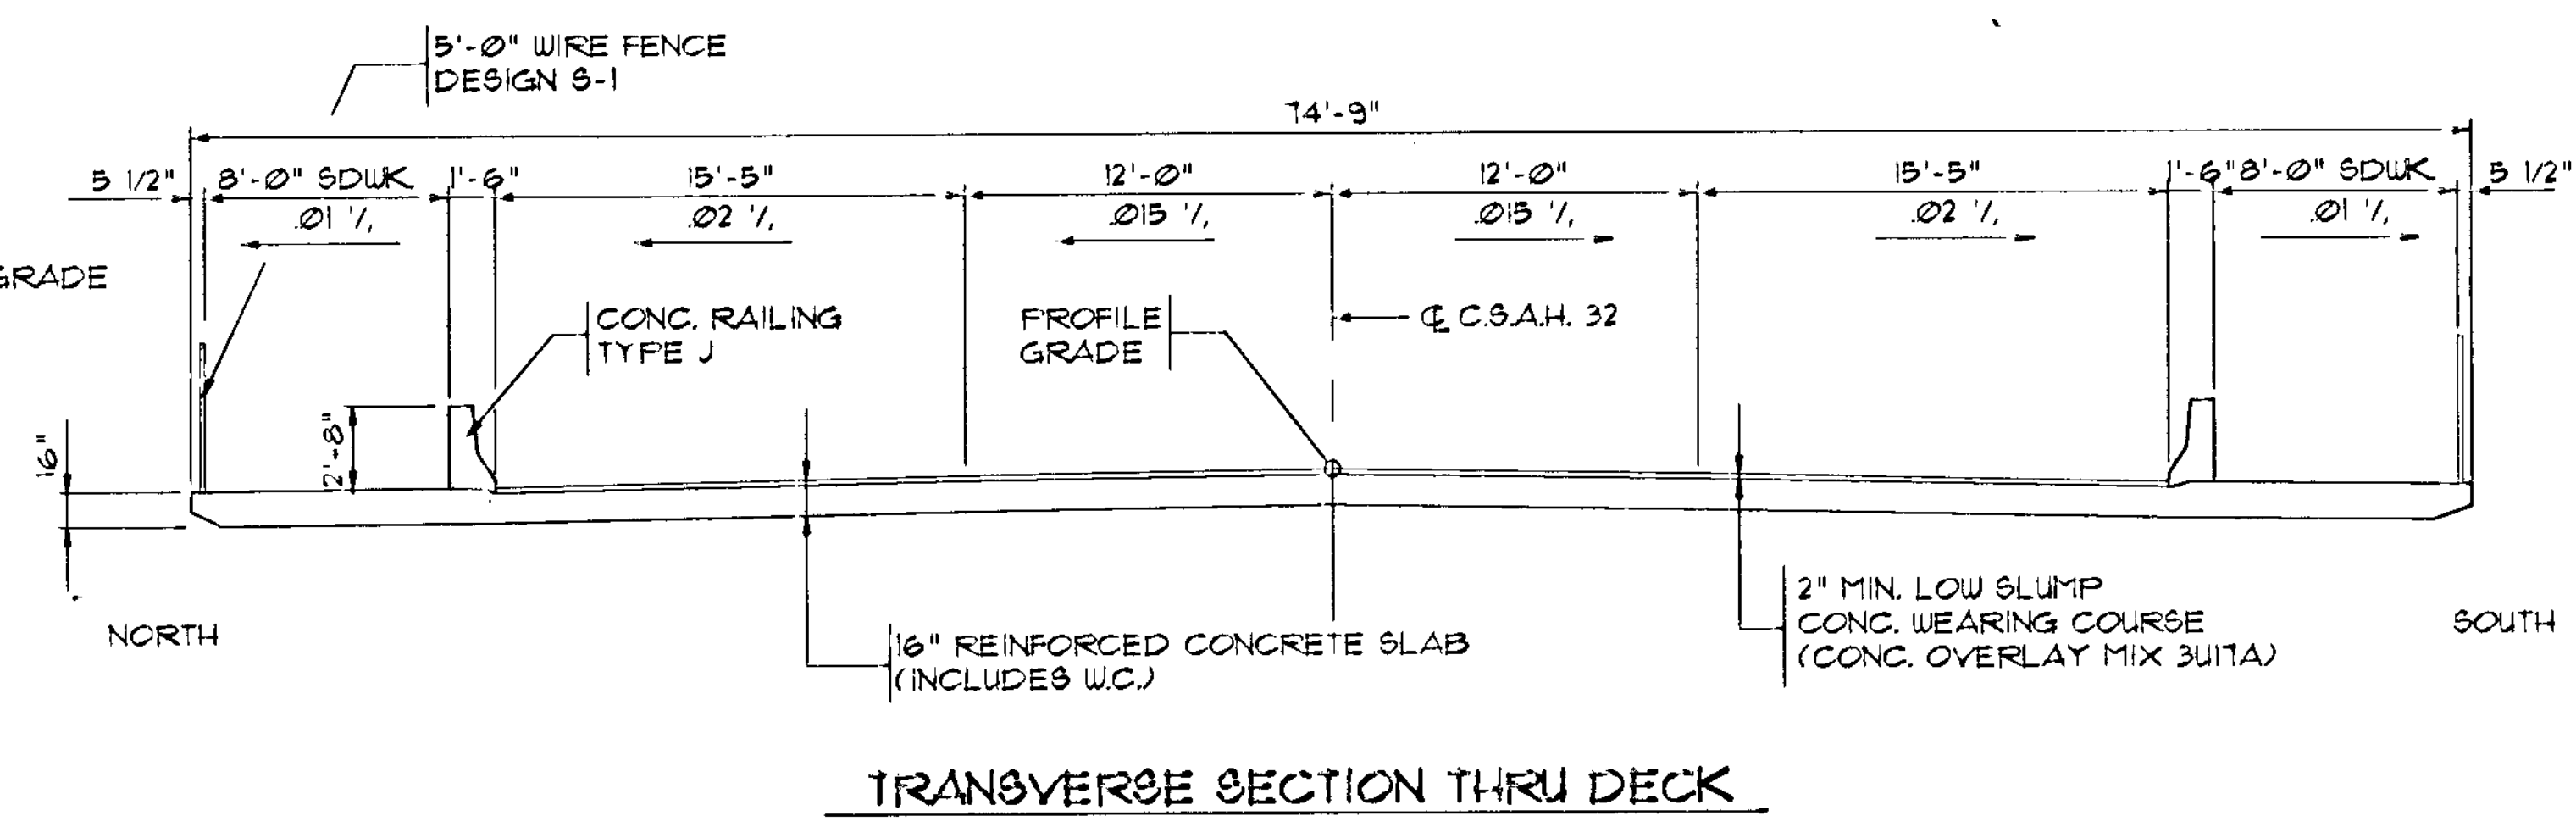 5'-0" WIRE FENCE
DESIGN S-1
74'-9"
5 1/2" 8'-0" SDWK 1'-6" 15'-5" 12'-0" 12'-0" 15'-5" 1'-6" 8'-0" SDWK 5 1/2"
.01 '/, .02 '/, .015 '/, .015 '/, .02 '/, .01 '/,
GRADE
CONC. RAILING
TYPE J
PROFILE
GRADE
℄ C.S.A.H. 32
16"
2'-8"
NORTH
16" REINFORCED CONCRETE SLAB
(INCLUDES W.C.)
2" MIN. LOW SLUMP
CONC. WEARING COURSE
(CONC. OVERLAY MIX 3U17A)
SOUTH
TRANSVERSE SECTION THRU DECK